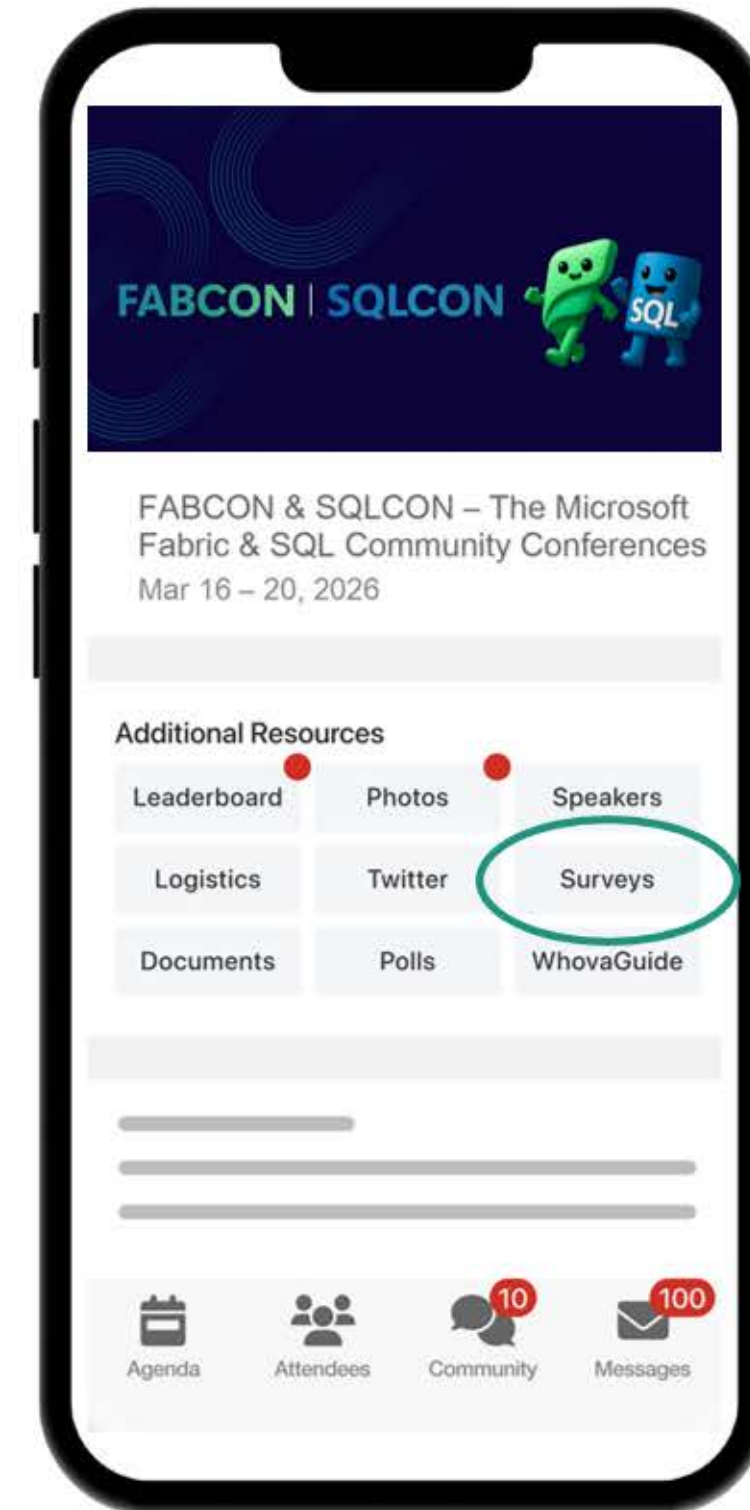 FABCON | SQLCON
SQL
FABCON & SQLCON – The Microsoft
Fabric & SQL Community Conferences
Mar 16 – 20, 2026
Additional Resources
Leaderboard Photos Speakers
Logistics Twitter Surveys
Documents Polls WhovaGuide
10 100
Agenda Attendees Community Messages